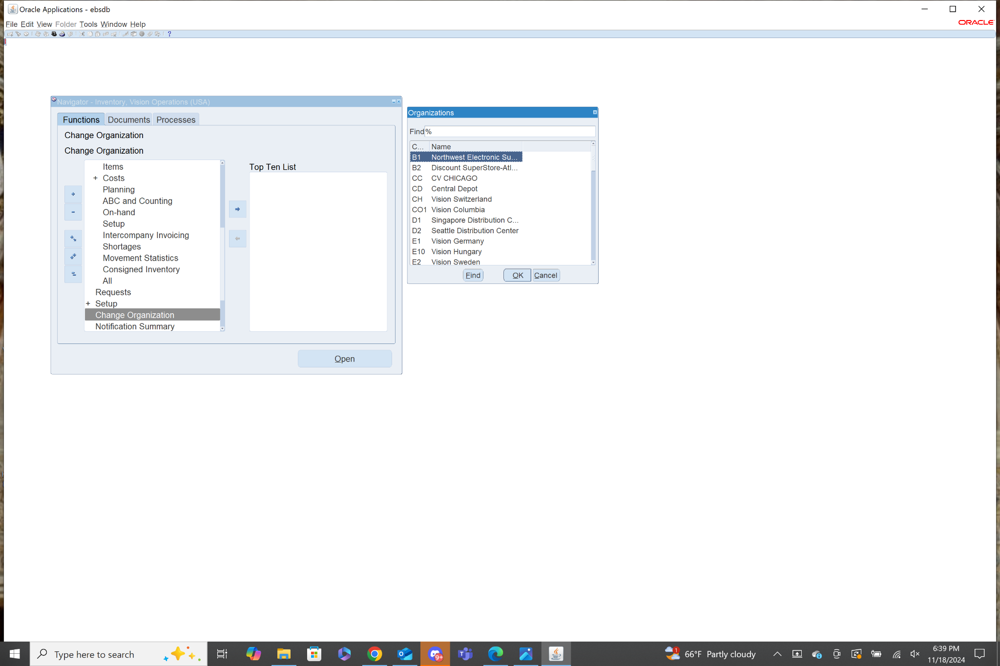 Oracle Applications - ebsdb
File Edit View Folder Tools Window Help
ORACLE
?
Navigator - Inventory, Vision Operations (USA)
Functions Documents Processes
Change Organization
Change Organization
Items
+ Costs
Planning
ABC and Counting
On-hand
Setup
Intercompany Invoicing
Shortages
Movement Statistics
Consigned Inventory
All
Requests
+ Setup
Change Organization
Notification Summary
Top Ten List
Open
Organizations
Find %
C... Name
B1 Northwest Electronic Su...
B2 Discount SuperStore-Atl...
CC CV CHICAGO
CD Central Depot
CH Vision Switzerland
CO1 Vision Columbia
D1 Singapore Distribution C...
D2 Seattle Distribution Center
E1 Vision Germany
E10 Vision Hungary
E2 Vision Sweden
Find OK Cancel
Type here to search
9+
1
66°F Partly cloudy
6:39 PM
11/18/2024